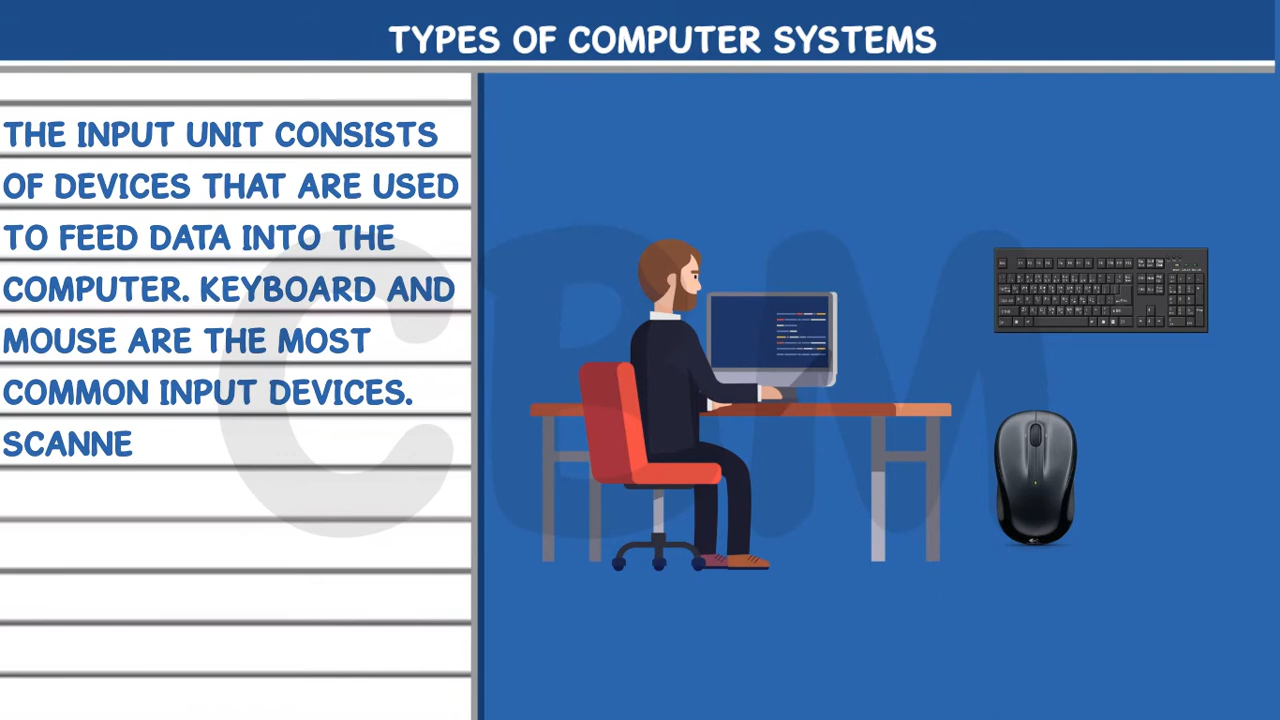 TYPES OF COMPUTER SYSTEMS
THE INPUT UNIT CONSISTS
OF DEVICES THAT ARE USED
TO FEED DATA INTO THE
COMPUTER. KEYBOARD AND
MOUSE ARE THE MOST
COMMON INPUT DEVICES.
SCANNE
CBM